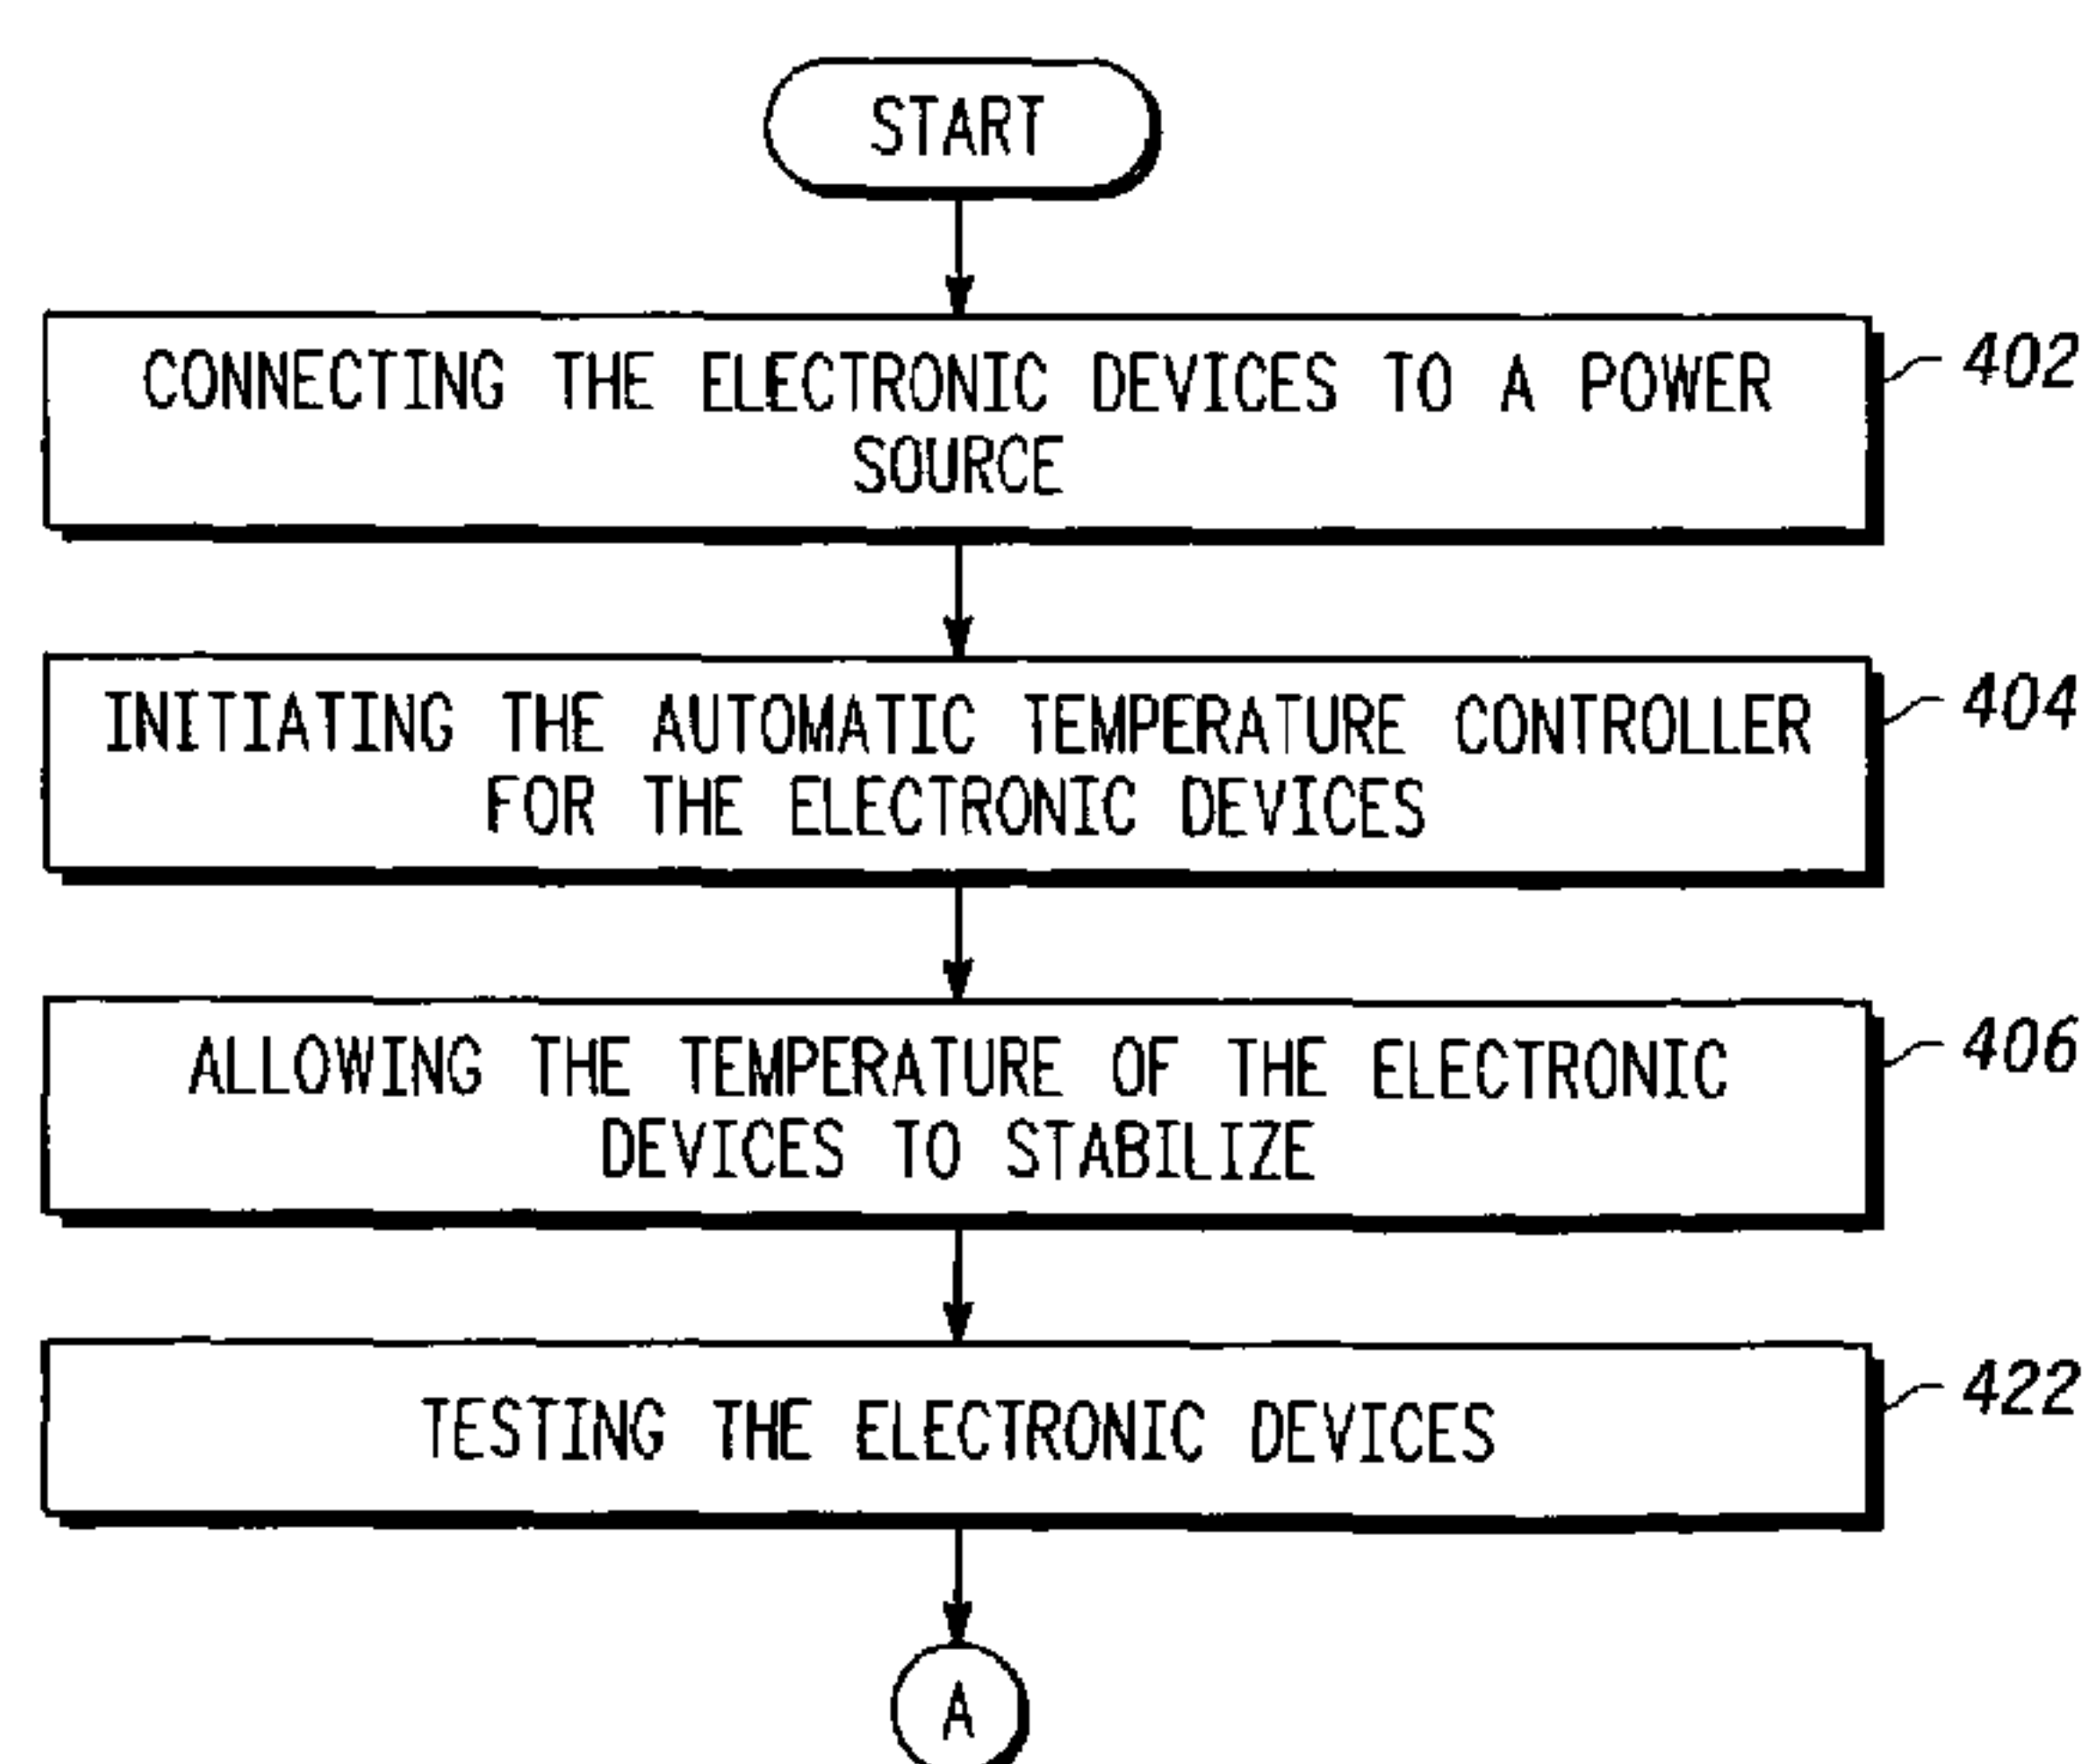 START
CONNECTING THE ELECTRONIC DEVICES TO A POWER
SOURCE
402
INITIATING THE AUTOMATIC TEMPERATURE CONTROLLER
FOR THE ELECTRONIC DEVICES
404
ALLOWING THE TEMPERATURE OF THE ELECTRONIC
DEVICES TO STABILIZE
406
TESTING THE ELECTRONIC DEVICES
422
A